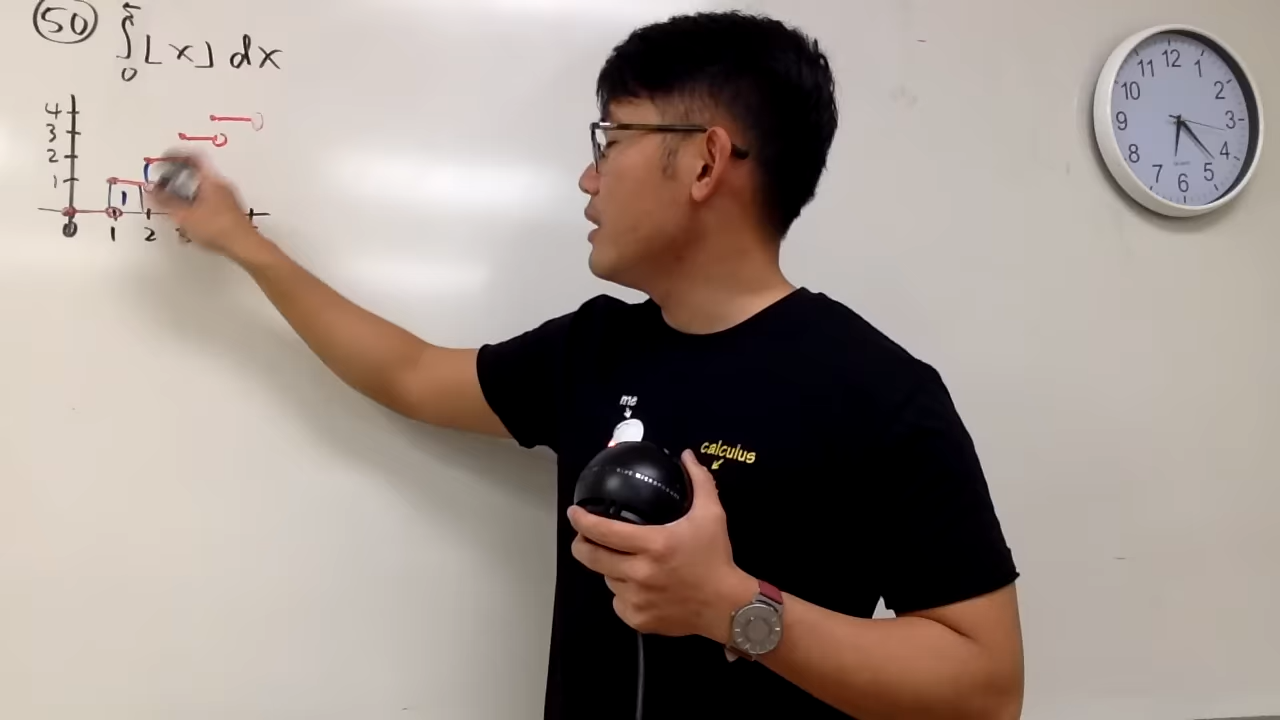 50 ∫₀⁵ ⌊x⌋ dx
4
3
2
1
0 1 2
me
calculus
12
11 1
10 2
9 3
8 4
7 5
6